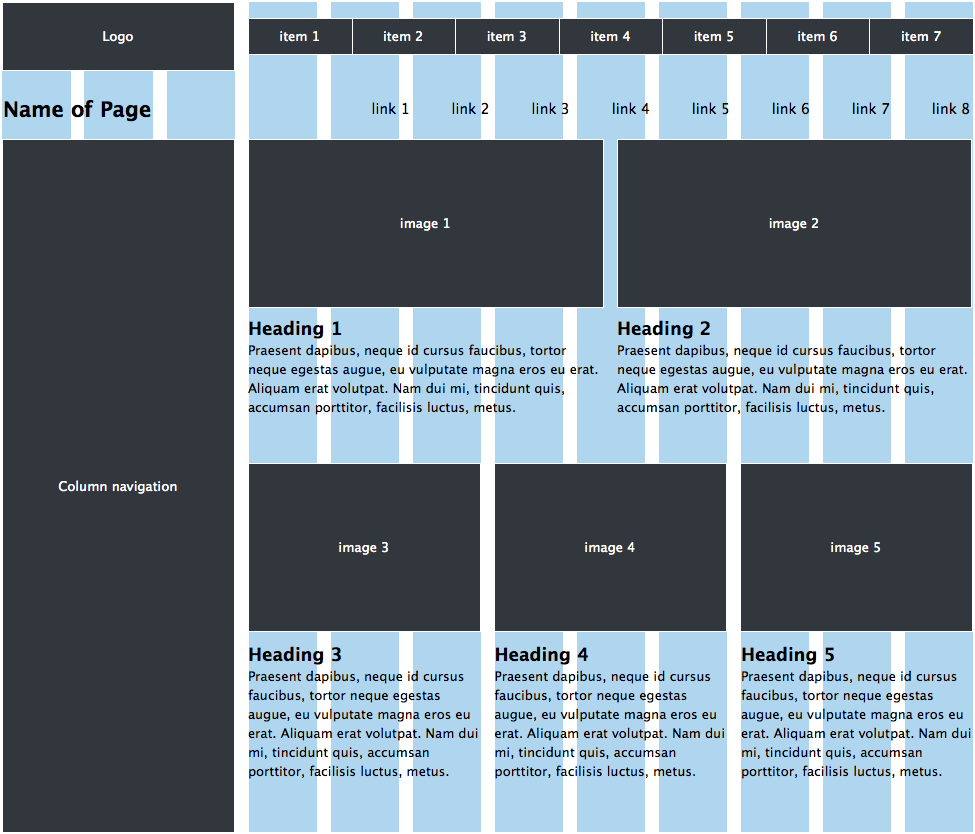 Logo
item 1 item 2 item 3 item 4 item 5 item 6 item 7
Name of Page
link 1 link 2 link 3 link 4 link 5 link 6 link 7 link 8
Column navigation
image 1
image 2
Heading 1
Praesent dapibus, neque id cursus faucibus, tortor
neque egestas augue, eu vulputate magna eros eu erat.
Aliquam erat volutpat. Nam dui mi, tincidunt quis,
accumsan porttitor, facilisis luctus, metus.
Heading 2
Praesent dapibus, neque id cursus faucibus, tortor
neque egestas augue, eu vulputate magna eros eu erat.
Aliquam erat volutpat. Nam dui mi, tincidunt quis,
accumsan porttitor, facilisis luctus, metus.
image 3
image 4
image 5
Heading 3
Praesent dapibus, neque id cursus
faucibus, tortor neque egestas
augue, eu vulputate magna eros eu
erat. Aliquam erat volutpat. Nam dui
mi, tincidunt quis, accumsan
porttitor, facilisis luctus, metus.
Heading 4
Praesent dapibus, neque id cursus
faucibus, tortor neque egestas
augue, eu vulputate magna eros eu
erat. Aliquam erat volutpat. Nam dui
mi, tincidunt quis, accumsan
porttitor, facilisis luctus, metus.
Heading 5
Praesent dapibus, neque id cursus
faucibus, tortor neque egestas
augue, eu vulputate magna eros eu
erat. Aliquam erat volutpat. Nam dui
mi, tincidunt quis, accumsan
porttitor, facilisis luctus, metus.